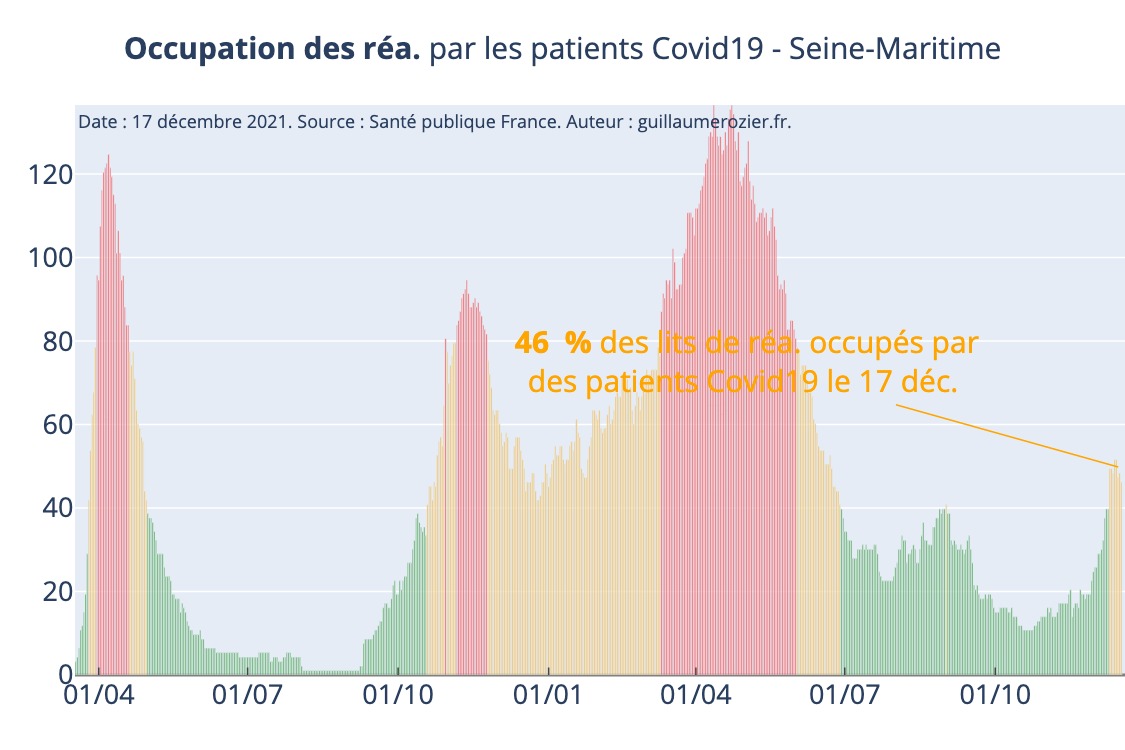 Occupation des réa. par les patients Covid19 - Seine-Maritime
Date : 17 décembre 2021. Source : Santé publique France. Auteur : guillaumerozier.fr.
120
100
80
46 % des lits de réa. occupés par
des patients Covid19 le 17 déc.
60
40
20
0
01/04 01/07 01/10 01/01 01/04 01/07 01/10